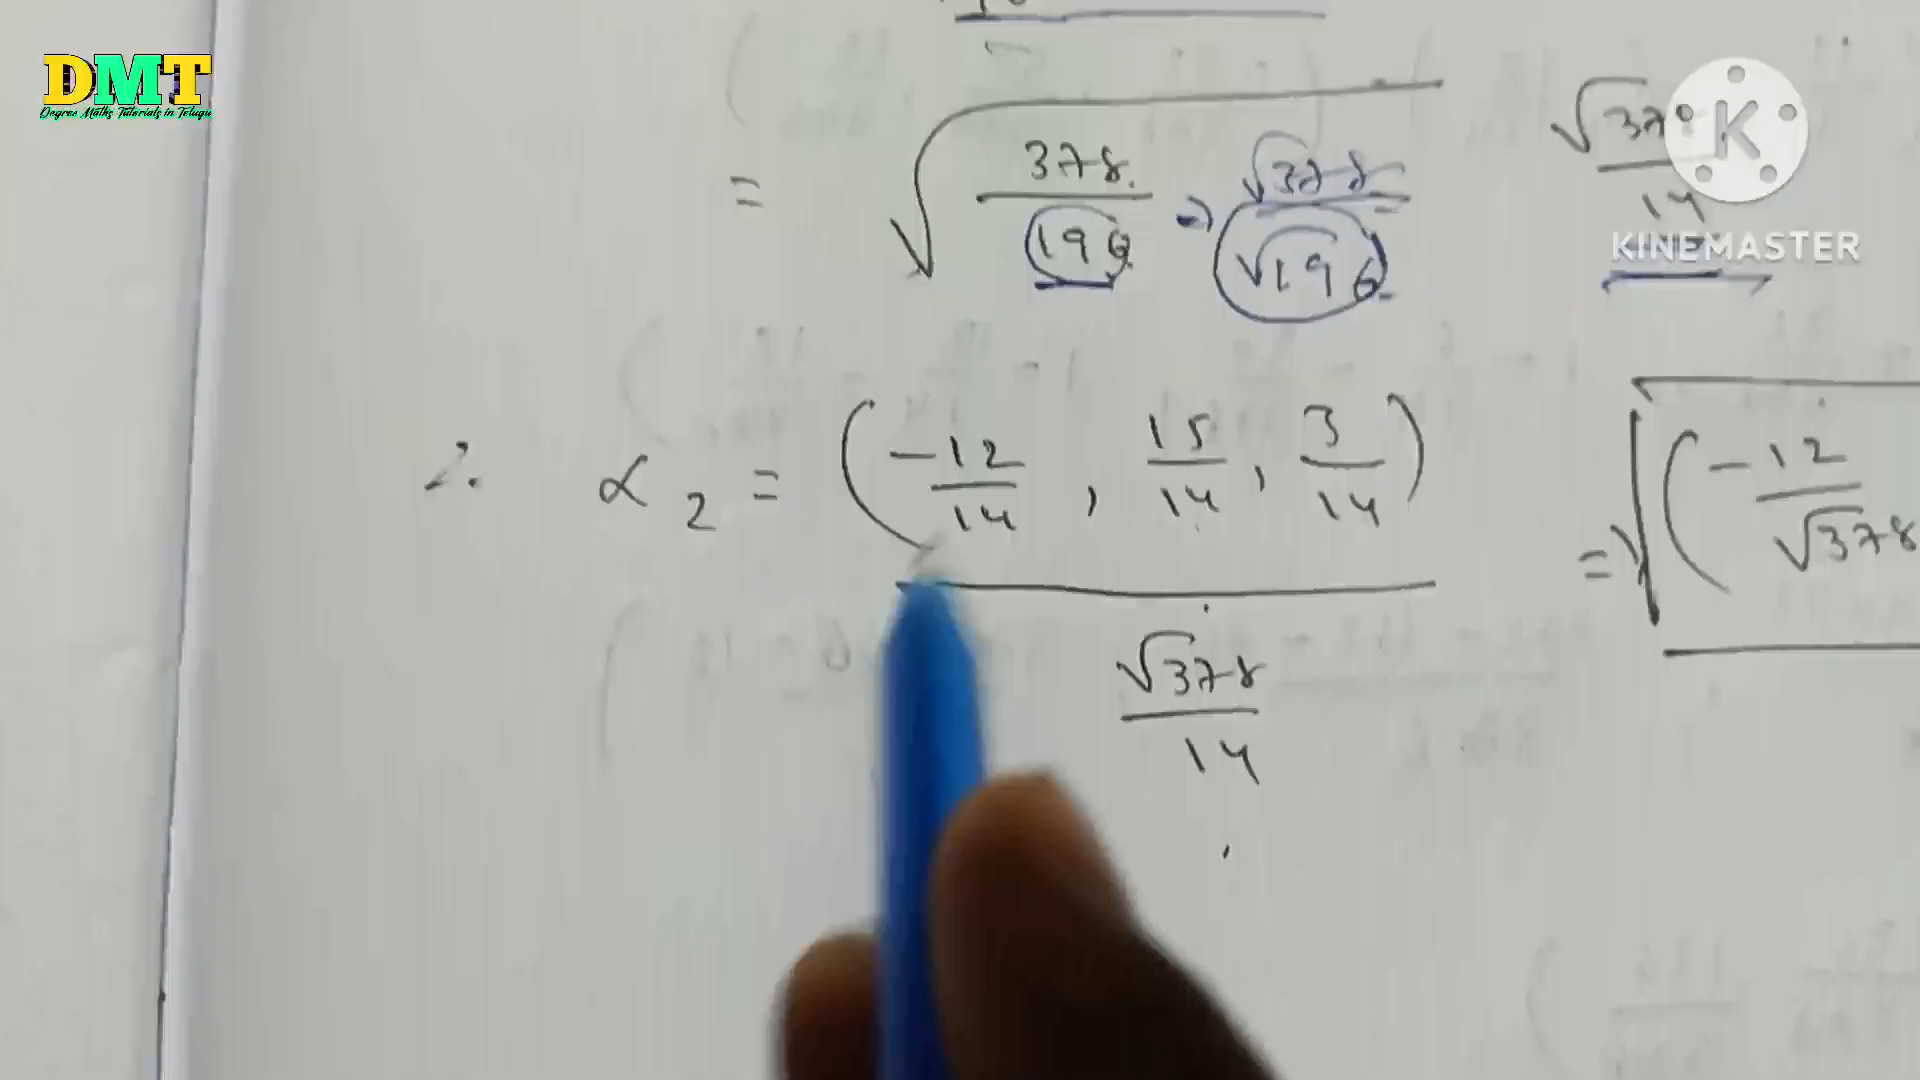 DMT
Degree Maths Tutorials in Telugu
= √(378/196) ⇒ √378/√196
√378/14
KINEMASTER
2. α₂ = (-12/14, 15/14, 3/14)
√378/14
= √(-12/√378